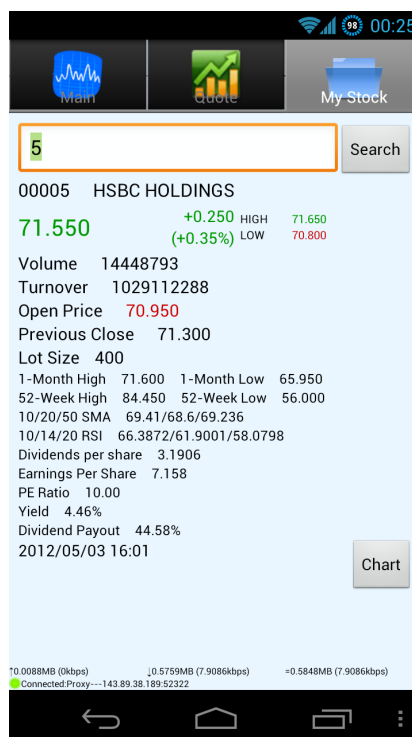 98 00:25
Main Quote My Stock
5 Search
00005 HSBC HOLDINGS
71.550 +0.250 (+0.35%) HIGH 71.650
LOW 70.800
Volume 14448793
Turnover 1029112288
Open Price 70.950
Previous Close 71.300
Lot Size 400
1-Month High 71.600 1-Month Low 65.950
52-Week High 84.450 52-Week Low 56.000
10/20/50 SMA 69.41/68.6/69.236
10/14/20 RSI 66.3872/61.9001/58.0798
Dividends per share 3.1906
Earnings Per Share 7.158
PE Ratio 10.00
Yield 4.46%
Dividend Payout 44.58%
2012/05/03 16:01
Chart
↑0.0088MB (0kbps) ↓0.5759MB (7.9086kbps) =0.5848MB (7.9086kbps)
Connected:Proxy---143.89.38.189:52322